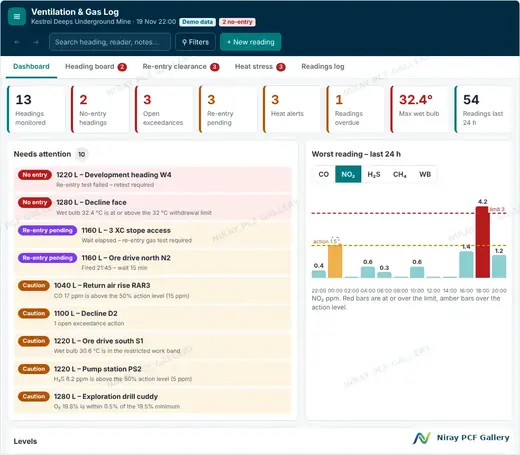 Ventilation & Gas Log
Kestrel Deeps Underground Mine · 19 Nov 22:00 Demo data 2 no-entry
Search heading, reader, notes...
Filters
+ New reading
Dashboard
Heading board 2
Re-entry clearance 3
Heat stress 3
Readings log
13
Headings monitored
2
No-entry headings
3
Open exceedances
3
Re-entry pending
3
Heat alerts
1
Readings overdue
32.4°
Max wet bulb
54
Readings last 24 h
Needs attention 10
No entry 1220 L – Development heading W4
Re-entry test failed – retest required
No entry 1280 L – Decline face
Wet bulb 32.4 °C is at or above the 32 °C withdrawal limit
Re-entry pending 1160 L – 3 XC stope access
Wait elapsed – re-entry gas test required
Re-entry pending 1160 L – Ore drive north N2
Fired 21:45 – wait 15 min
Caution 1040 L – Return air rise RAR3
CO 17 ppm is above the 50% action level (15 ppm)
Caution 1100 L – Decline D2
1 open exceedance action
Caution 1220 L – Ore drive south S1
Wet bulb 30.6 °C is in the restricted work band
Caution 1220 L – Pump station PS2
H₂S 6.2 ppm is above the 50% action level (5 ppm)
Caution 1280 L – Exploration drill cuddy
O₂ 19.8% is within 0.5% of the 19.5% minimum
Worst reading – last 24 h
CO NO₂ H₂S CH₄ WB
4.2
limit 3
action 1.5
1.4
1.2
0.4
0.6
0.3
0.6
22:00 00:00 02:00 04:00 06:00 08:00 10:00 12:00 14:00 16:00 18:00 20:00
NO₂ ppm. Red bars are at or over the limit, amber bars over the action level.
Levels
Niray PCF Gallery